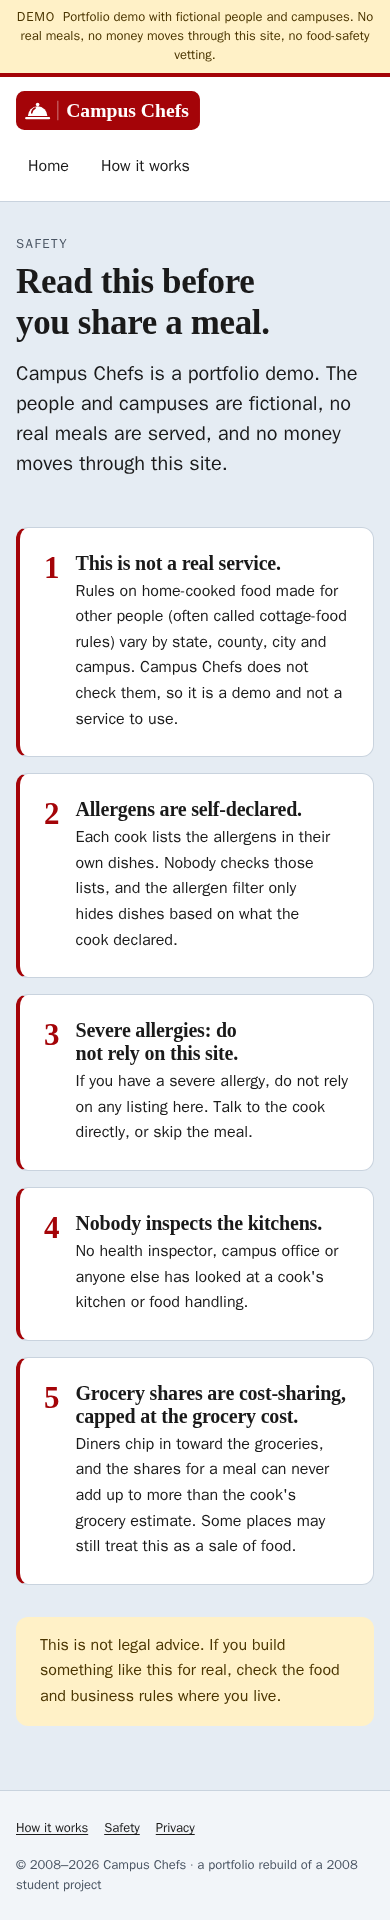 DEMO Portfolio demo with fictional people and campuses. No
real meals, no money moves through this site, no food-safety
vetting.
Campus Chefs
Home How it works
SAFETY
Read this before
you share a meal.
Campus Chefs is a portfolio demo. The
people and campuses are fictional, no
real meals are served, and no money
moves through this site.
1 This is not a real service.
Rules on home-cooked food made for
other people (often called cottage-food
rules) vary by state, county, city and
campus. Campus Chefs does not
check them, so it is a demo and not a
service to use.
2 Allergens are self-declared.
Each cook lists the allergens in their
own dishes. Nobody checks those
lists, and the allergen filter only
hides dishes based on what the
cook declared.
3 Severe allergies: do
not rely on this site.
If you have a severe allergy, do not rely
on any listing here. Talk to the cook
directly, or skip the meal.
4 Nobody inspects the kitchens.
No health inspector, campus office or
anyone else has looked at a cook's
kitchen or food handling.
5 Grocery shares are cost-sharing,
capped at the grocery cost.
Diners chip in toward the groceries,
and the shares for a meal can never
add up to more than the cook's
grocery estimate. Some places may
still treat this as a sale of food.
This is not legal advice. If you build
something like this for real, check the food
and business rules where you live.
How it works Safety Privacy
© 2008–2026 Campus Chefs · a portfolio rebuild of a 2008
student project